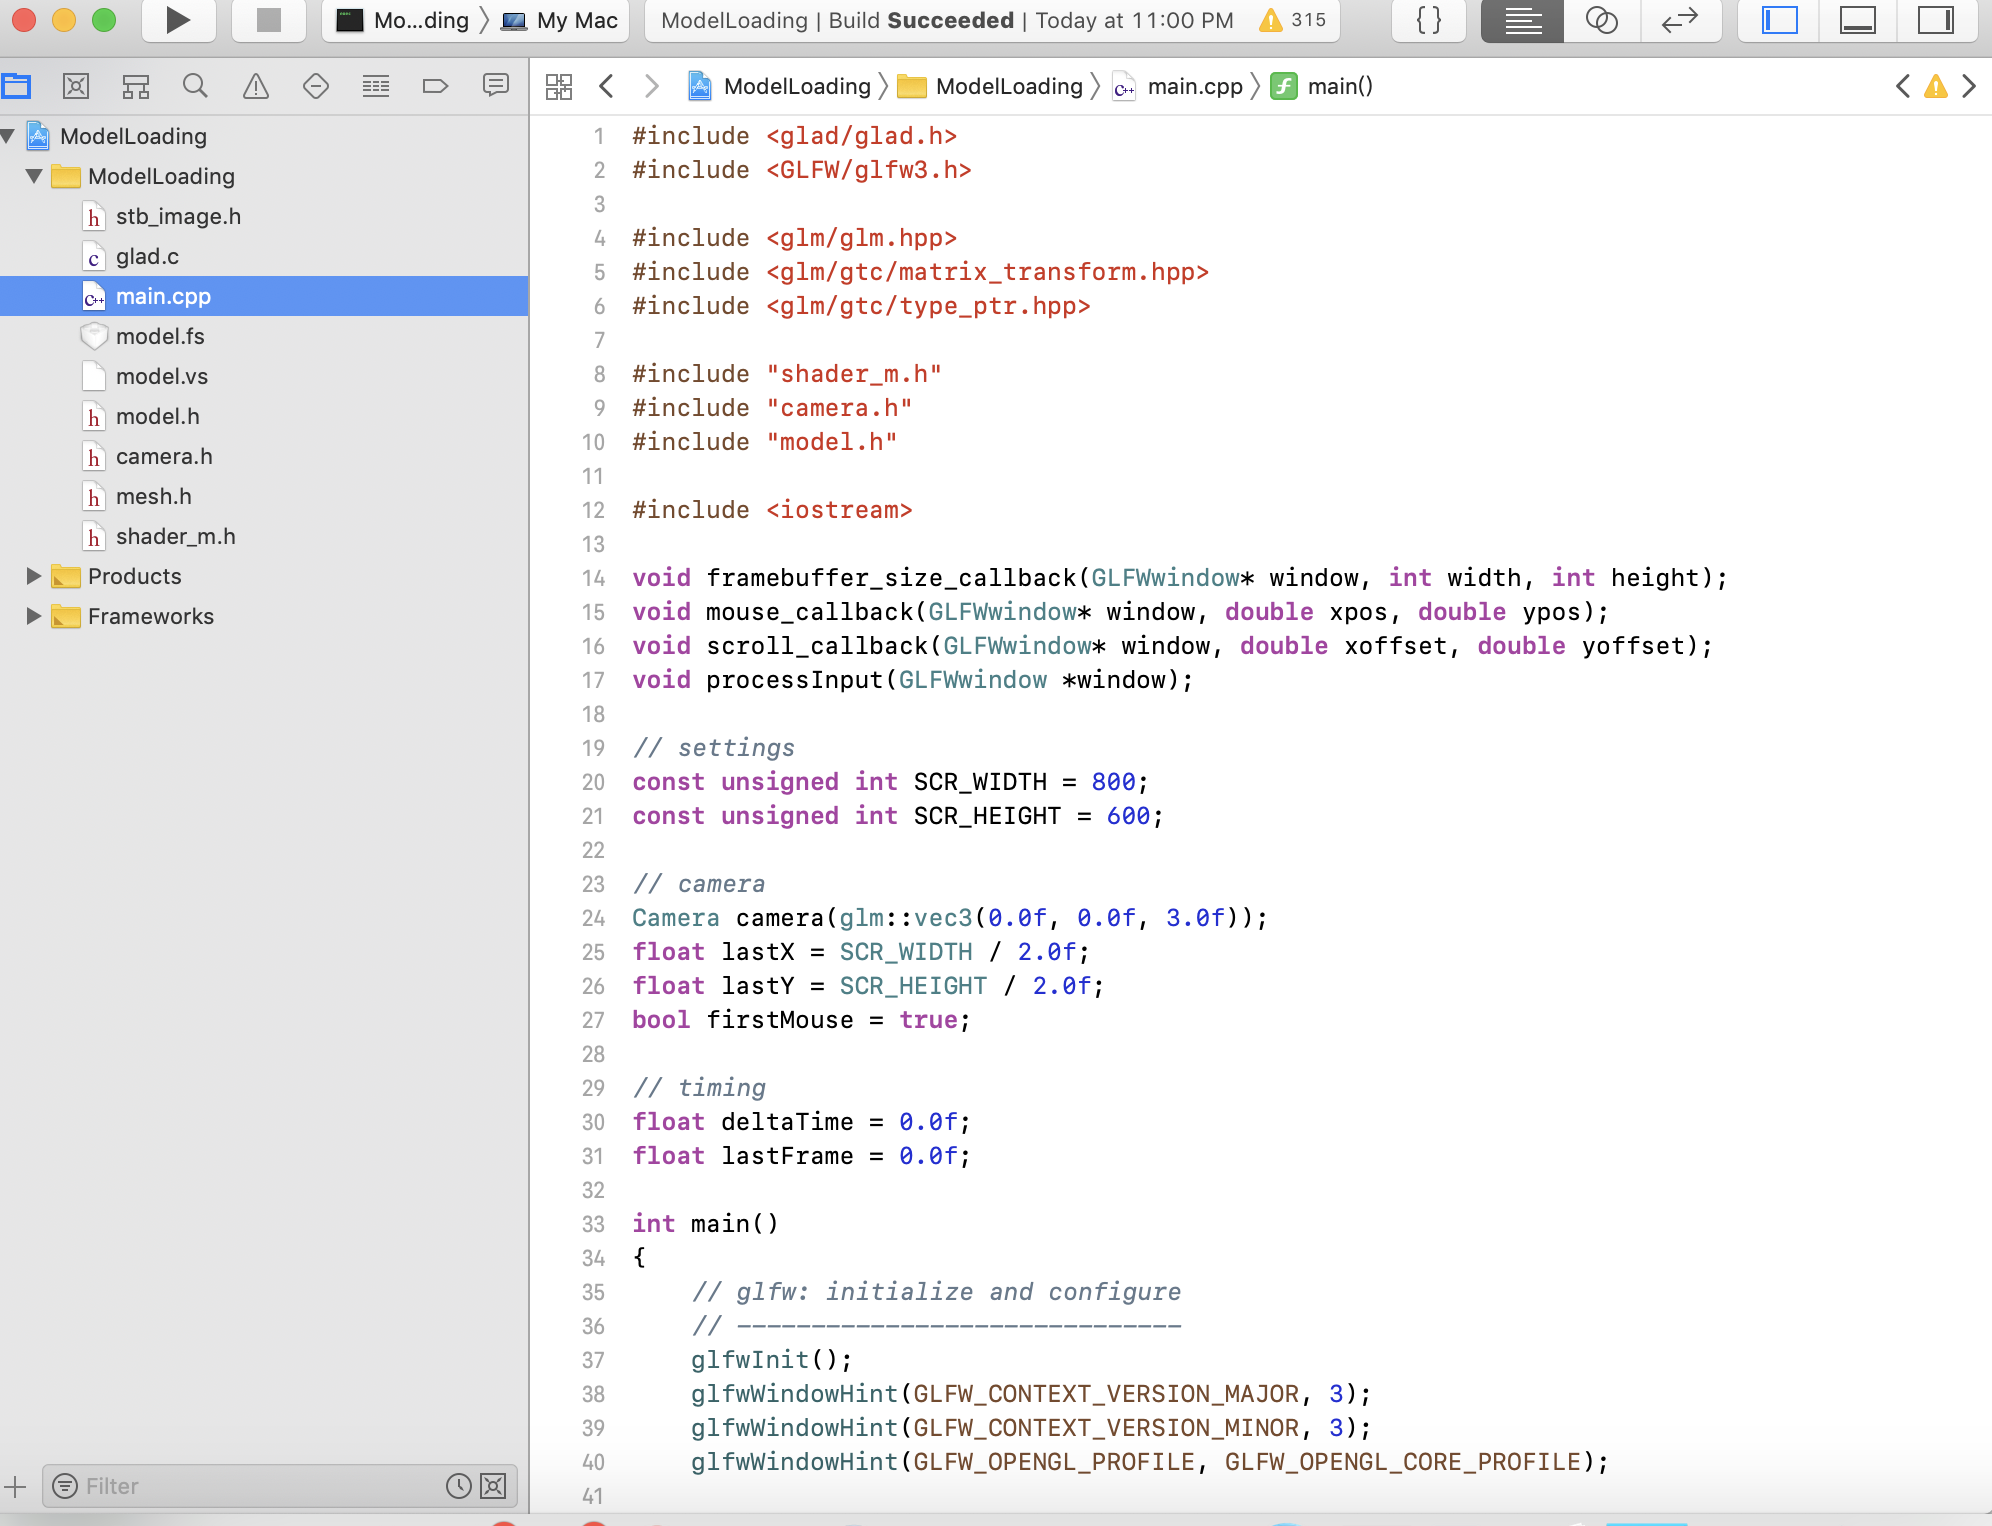 Mo...ding 〉 My Mac
ModelLoading | Build Succeeded | Today at 11:00 PM 315
{ }
ModelLoading 〉 ModelLoading 〉 main.cpp 〉 main()
ModelLoading
ModelLoading
stb_image.h
glad.c
main.cpp
model.fs
model.vs
model.h
camera.h
mesh.h
shader_m.h
Products
Frameworks
Filter
1 #include <glad/glad.h>
2 #include <GLFW/glfw3.h>
3
4 #include <glm/glm.hpp>
5 #include <glm/gtc/matrix_transform.hpp>
6 #include <glm/gtc/type_ptr.hpp>
7
8 #include "shader_m.h"
9 #include "camera.h"
10 #include "model.h"
11
12 #include <iostream>
13
14 void framebuffer_size_callback(GLFWwindow* window, int width, int height);
15 void mouse_callback(GLFWwindow* window, double xpos, double ypos);
16 void scroll_callback(GLFWwindow* window, double xoffset, double yoffset);
17 void processInput(GLFWwindow *window);
18
19 // settings
20 const unsigned int SCR_WIDTH = 800;
21 const unsigned int SCR_HEIGHT = 600;
22
23 // camera
24 Camera camera(glm::vec3(0.0f, 0.0f, 3.0f));
25 float lastX = SCR_WIDTH / 2.0f;
26 float lastY = SCR_HEIGHT / 2.0f;
27 bool firstMouse = true;
28
29 // timing
30 float deltaTime = 0.0f;
31 float lastFrame = 0.0f;
32
33 int main()
34 {
35     // glfw: initialize and configure
36     // ------------------------------
37     glfwInit();
38     glfwWindowHint(GLFW_CONTEXT_VERSION_MAJOR, 3);
39     glfwWindowHint(GLFW_CONTEXT_VERSION_MINOR, 3);
40     glfwWindowHint(GLFW_OPENGL_PROFILE, GLFW_OPENGL_CORE_PROFILE);
41